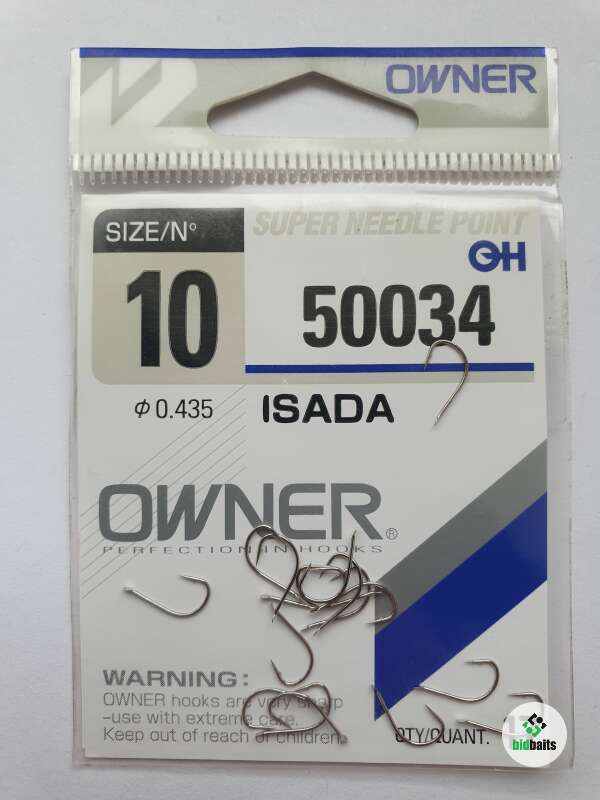 OWNER
SIZE/Nº
SUPER NEEDLE POINT
10
50034
Φ 0.435
ISADA
OWNER®
PERFECTION IN HOOKS
WARNING:
OWNER hooks are very sharp
-use with extreme care.
Keep out of reach of children.
QTY/QUANT.
bidbaits